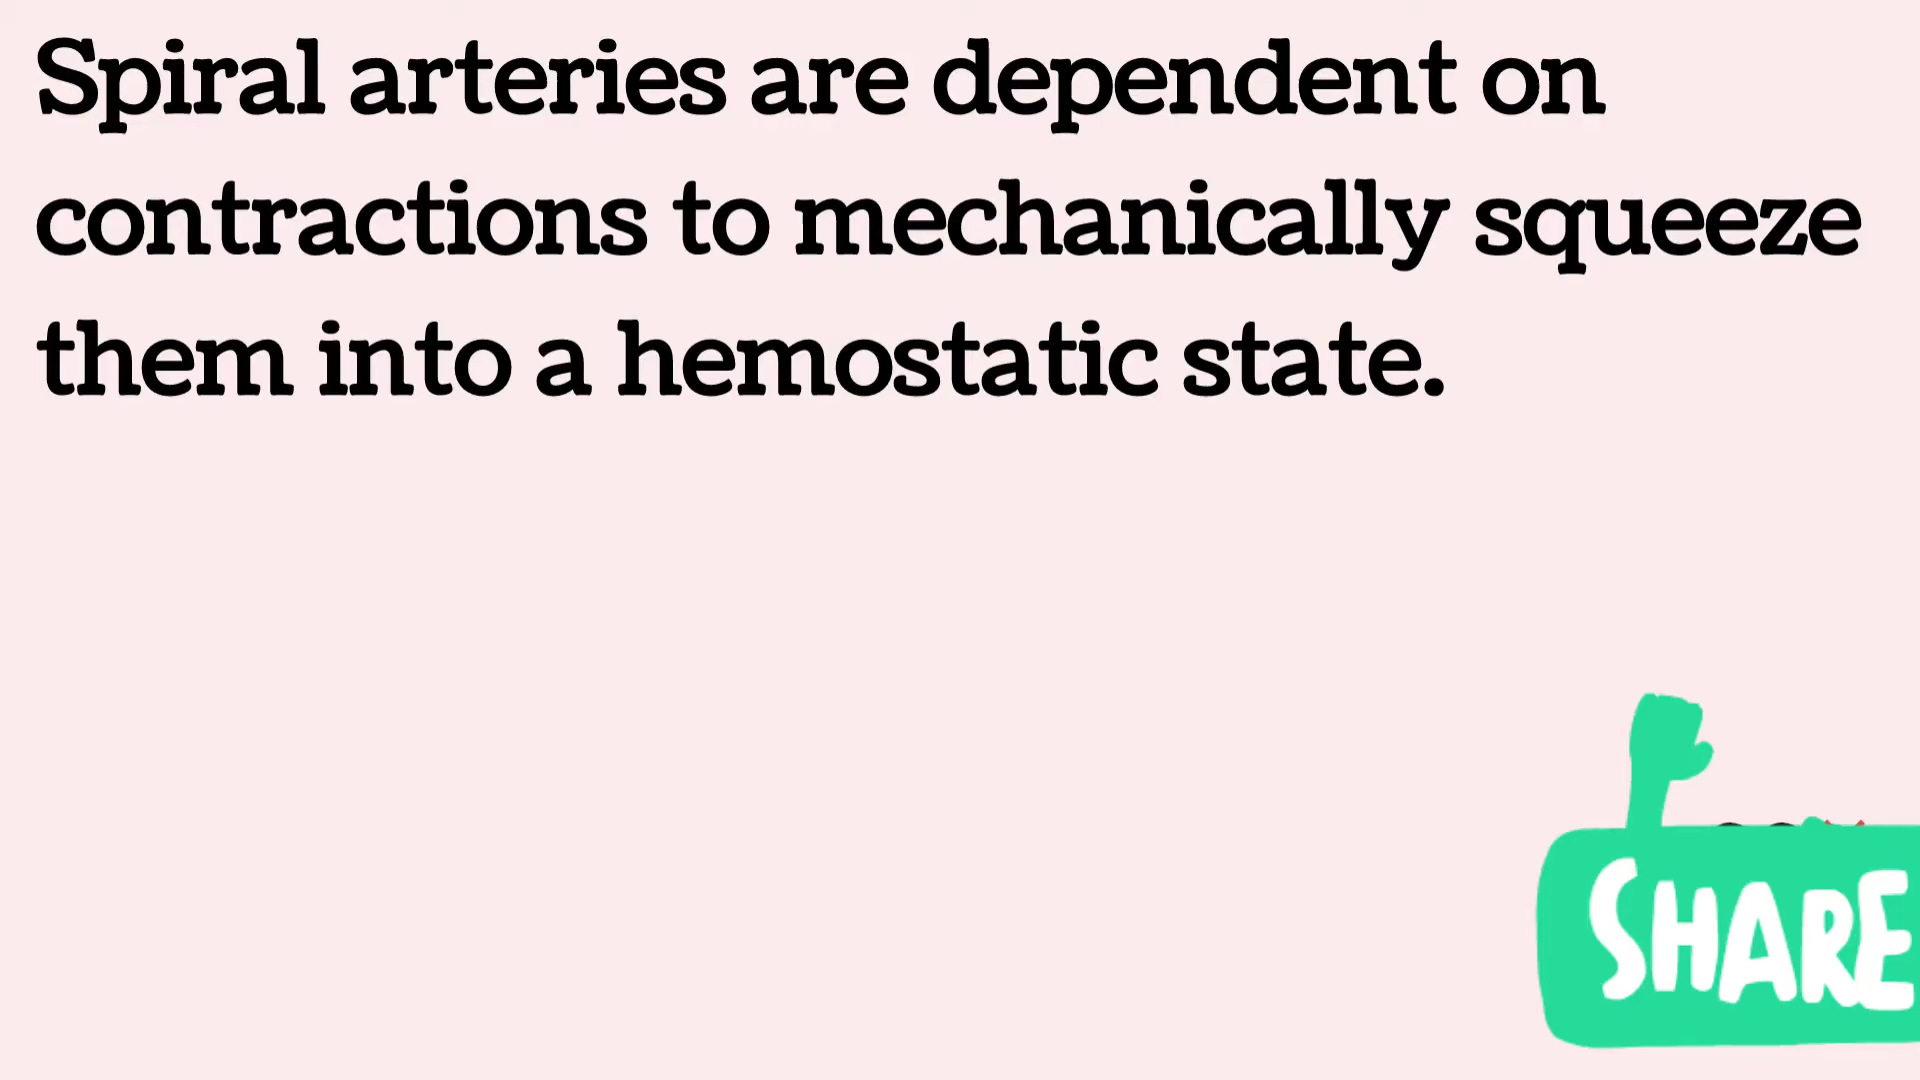 Spiral arteries are dependent on
contractions to mechanically squeeze
them into a hemostatic state.
SHARE